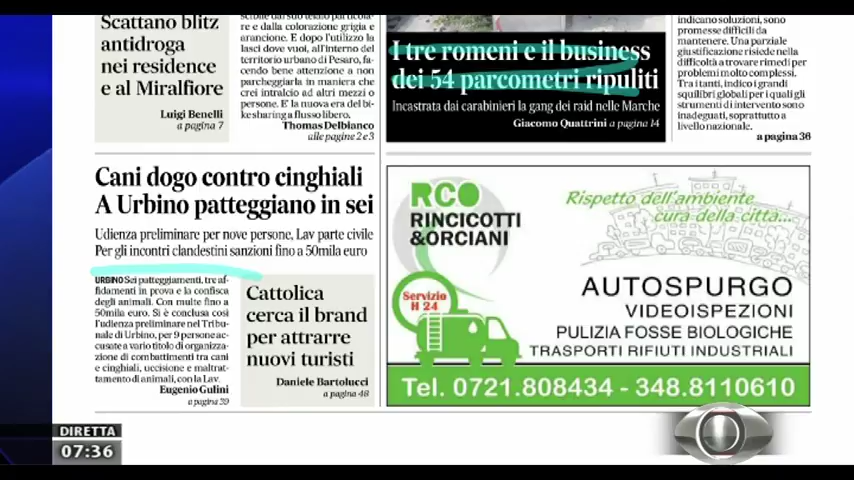 Scattano blitz
antidroga
nei residence
e al Miralfiore
Luigi Benelli
a pagina 7
re e dalla colorazione grigia e
arancione. E dopo l'utilizzo la
lasci dove vuoi, all'interno del
territorio urbano di Pesaro, fa-
cendo bene attenzione a non
parcheggiarla in maniera che
crei intralcio ad altri mezzi o
persone. E' la nuova era del bi-
ke sharing a flusso libero.
Thomas Delbianco
alle pagine 2 e 3
I tre romeni e il business
dei 54 parcometri ripuliti
Incastrata dai carabinieri la gang dei raid nelle Marche
Giacomo Quattrini a pagina 14
indicano soluzioni, sono
promesse difficili da
mantenere. Una parziale
giustificazione risiede nella
difficoltà a trovare rimedi per
problemi molto complessi.
Tra i tanti, indico i grandi
squilibri globali per i quali gli
strumenti di intervento sono
inadeguati, soprattutto a
livello nazionale.
a pagina 36
Cani dogo contro cinghiali
A Urbino patteggiano in sei
Udienza preliminare per nove persone, Lav parte civile
Per gli incontri clandestini sanzioni fino a 50mila euro
URBINO Sei patteggiamenti, tre af-
fidamenti in prova e la confisca
degli animali. Con multe fino a
50mila euro. Si è conclusa così
l'udienza preliminare nel Tribu-
nale di Urbino, per 9 persone ac-
cusate a vario titolo di organizza-
zione di combattimenti tra cani
e cinghiali, uccisione e maltrat-
tamento di animali, con la Lav.
Eugenio Gulini
a pagina 39
Cattolica
cerca il brand
per attrarre
nuovi turisti
Daniele Bartolucci
a pagina 48
RCO
RINCICOTTI
&ORCIANI
Rispetto dell'ambiente
cura della città...
Servizio
H 24
AUTOSPURGO
VIDEOISPEZIONI
PULIZIA FOSSE BIOLOGICHE
TRASPORTI RIFIUTI INDUSTRIALI
Tel. 0721.808434 - 348.8110610
DIRETTA
07:36